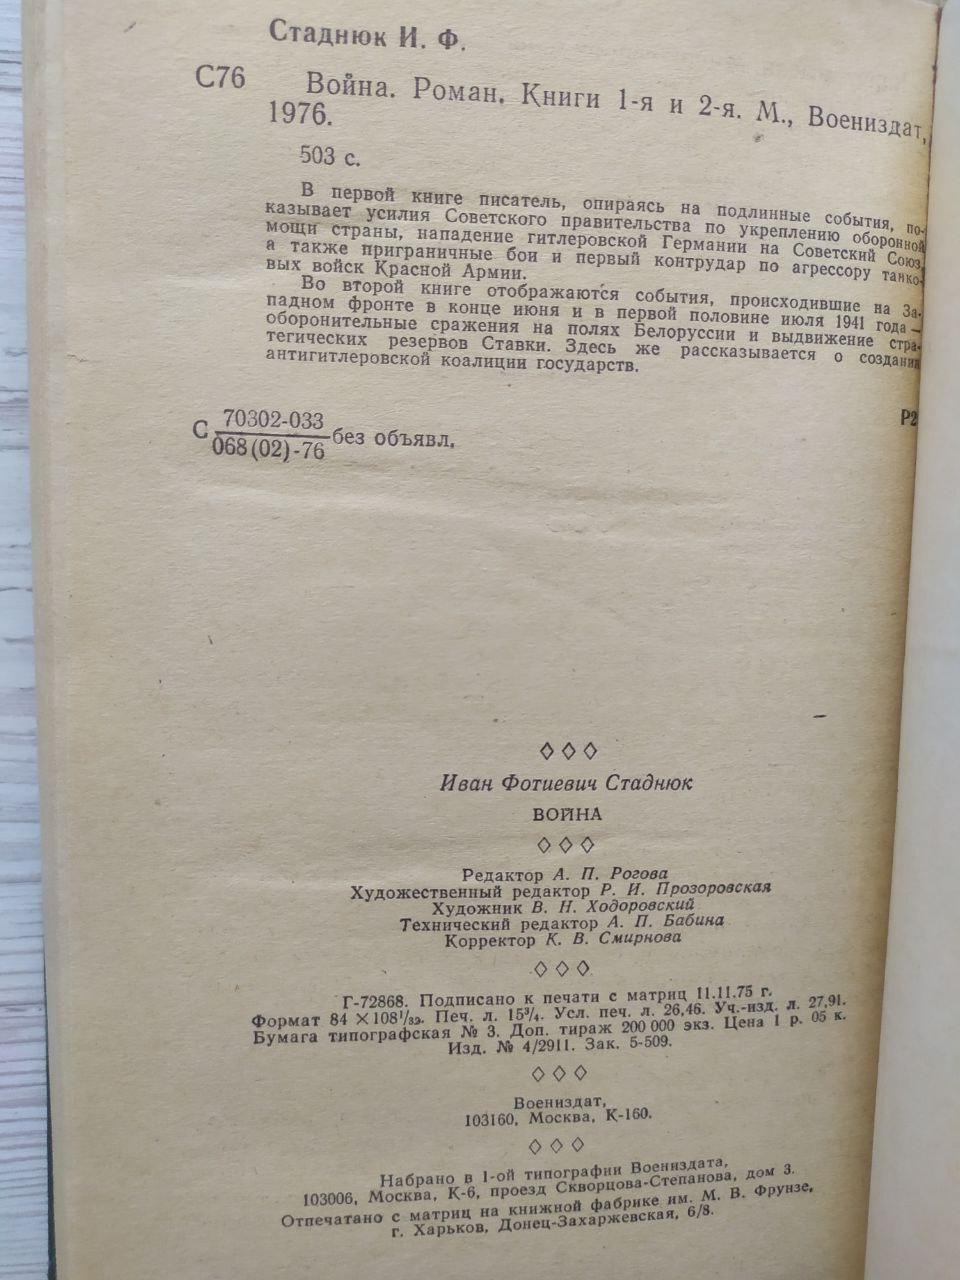 Стаднюк И. Ф.
С76 Война. Роман. Книги 1-я и 2-я. М., Воениздат,
1976.
503 с.
В первой книге писатель, опираясь на подлинные события, по-
казывает усилия Советского правительства по укреплению оборонной
мощи страны, нападение гитлеровской Германии на Советский Союз,
а также приграничные бои и первый контрудар по агрессору танко-
вых войск Красной Армии.
Во второй книге отображаются события, происходившие на За-
падном фронте в конце июня и в первой половине июля 1941 года —
оборонительные сражения на полях Белоруссии и выдвижение стра-
тегических резервов Ставки. Здесь же рассказывается о создании
антигитлеровской коалиции государств.
Р2
С 70302-033
068(02)-76 без объявл.
Иван Фотиевич Стаднюк
ВОЙНА
Редактор А. П. Рогова
Художественный редактор Р. И. Прозоровская
Художник В. Н. Ходоровский
Технический редактор А. П. Бабина
Корректор К. В. Смирнова
Г-72868. Подписано к печати с матриц 11.11.75 г.
Формат 84×108¹/₃₂. Печ. л. 15³/₄. Усл. печ. л. 26,46. Уч.-изд. л. 27,91.
Бумага типографская № 3. Доп. тираж 200 000 экз. Цена 1 р. 05 к.
Изд. № 4/2911. Зак. 5-509.
Воениздат,
103160, Москва, К-160.
Набрано в 1-ой типографии Воениздата,
103006, Москва, К-6, проезд Скворцова-Степанова, дом 3.
Отпечатано с матриц на книжной фабрике им. М. В. Фрунзе,
г. Харьков, Донец-Захаржевская, 6/8.